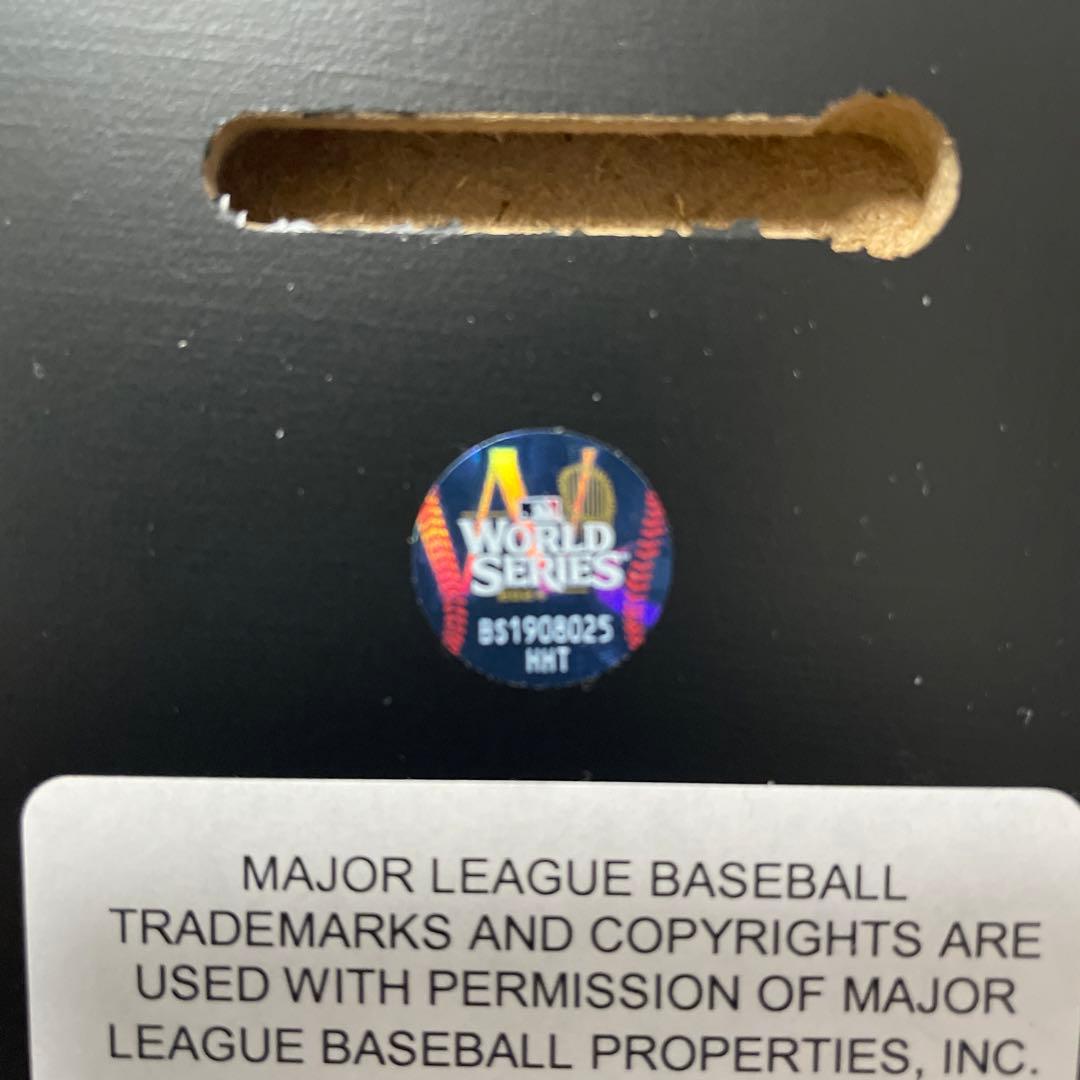 WORLD
SERIES
BS1908025
HHT
MAJOR LEAGUE BASEBALL
TRADEMARKS AND COPYRIGHTS ARE
USED WITH PERMISSION OF MAJOR
LEAGUE BASEBALL PROPERTIES, INC.